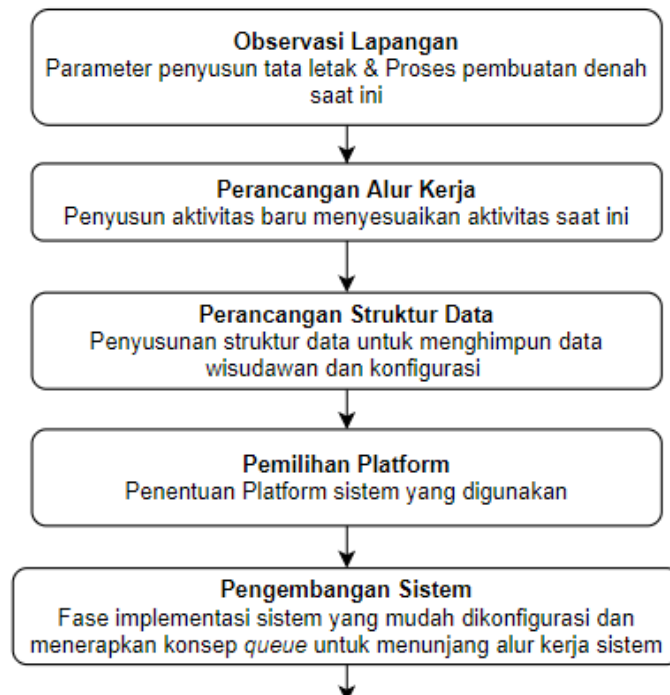 Observasi Lapangan
Parameter penyusun tata letak & Proses pembuatan denah
saat ini
Perancangan Alur Kerja
Penyusun aktivitas baru menyesuaikan aktivitas saat ini
Perancangan Struktur Data
Penyusunan struktur data untuk menghimpun data
wisudawan dan konfigurasi
Pemilihan Platform
Penentuan Platform sistem yang digunakan
Pengembangan Sistem
Fase implementasi sistem yang mudah dikonfigurasi dan
menerapkan konsep queue untuk menunjang alur kerja sistem